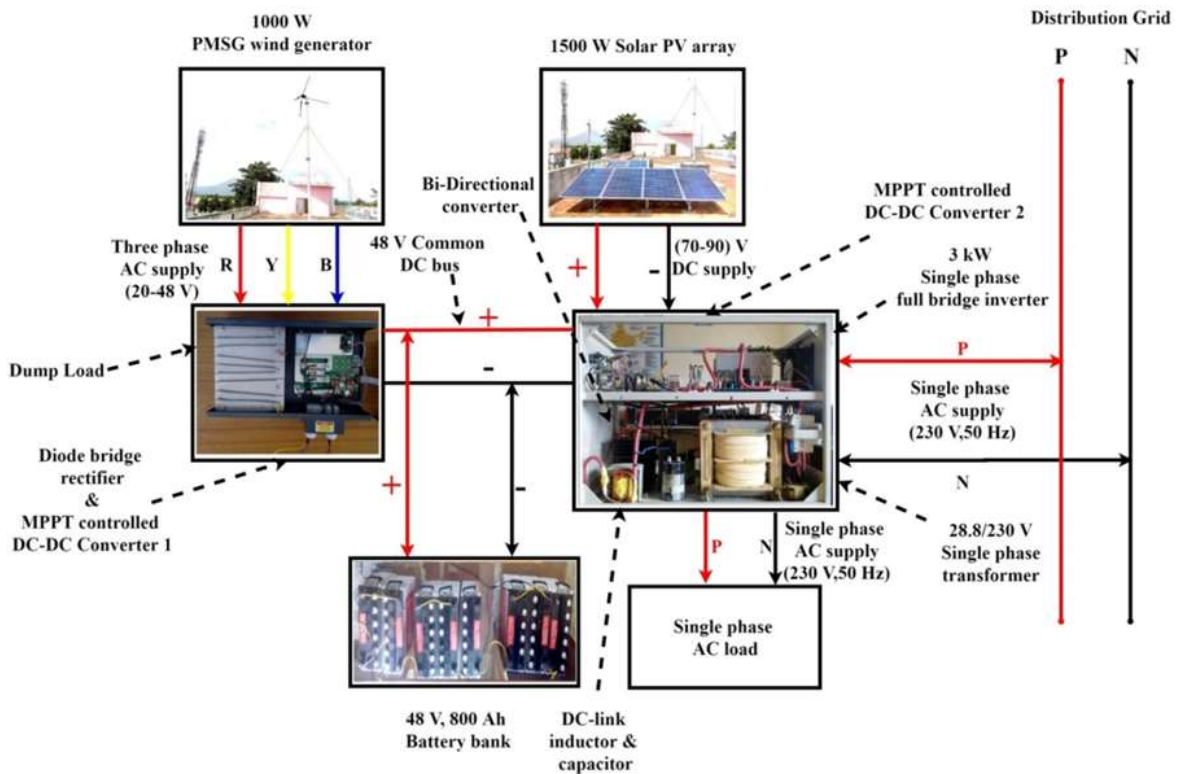 1000 W
PMSG wind generator
1500 W Solar PV array
Distribution Grid
P
N
Bi-Directional
converter
MPPT controlled
DC-DC Converter 2
Three phase
AC supply
(20-48 V)
R
Y
B
48 V Common
DC bus
+
-
(70-90) V
DC supply
3 kW
Single phase
full bridge inverter
+
-
P
Dump Load
Single phase
AC supply
(230 V,50 Hz)
Diode bridge
rectifier
&
MPPT controlled
DC-DC Converter 1
+
-
N
P
N
Single phase
AC supply
(230 V,50 Hz)
28.8/230 V
Single phase
transformer
Single phase
AC load
48 V, 800 Ah
Battery bank
DC-link
inductor &
capacitor